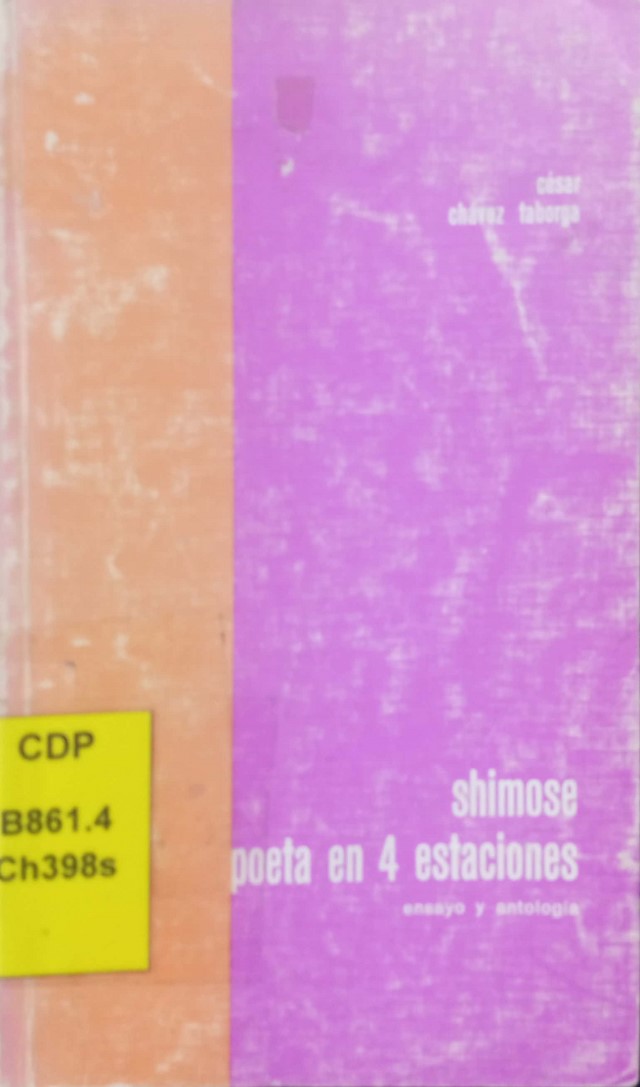 césar
chávez taborga
shimose
poeta en 4 estaciones
ensayo y antología
CDP
B861.4
Ch398s